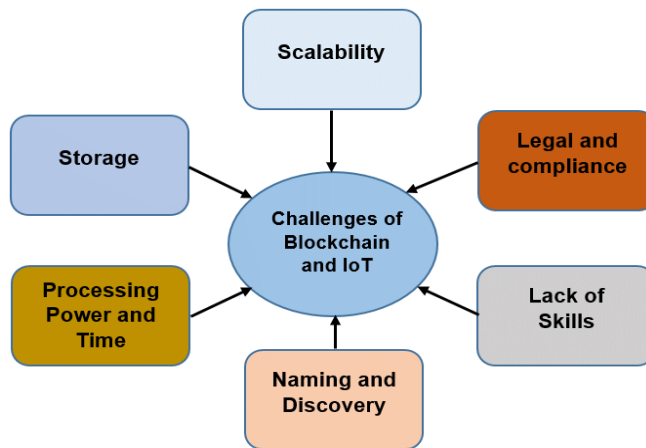 Scalability
Storage
Legal and
compliance
Challenges of
Blockchain
and IoT
Processing
Power and
Time
Lack of
Skills
Naming and
Discovery